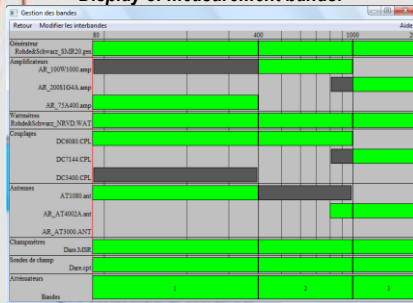 Display of measurement bands.
Gestion des bandes
Retour Modifier les interbandes Aide
80 400 1000 2
Générateur
Rohde&Schwarz_SMR20.gen
Amplificateurs
AR_100W1000.amp
AR_200S1G4A.amp
AR_75A400.amp
Wattmètres
Rohde&Schwarz_NRVD.WAT
Couplages
DC6080.CPL
DC7144.CPL
DC3400.CPL
Antennes
AT1080.ant
AR_AT4002A.ant
AR_AT3000.ANT
Champmètres
Dare.MSR
Sondes de champ
Dare.cpt
Atténuateurs
Bandes 1 2 3